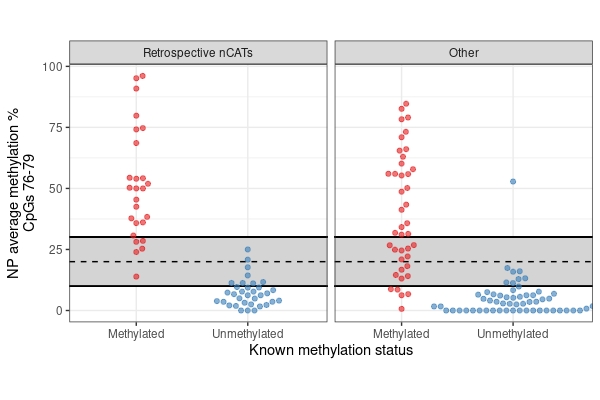 Retrospective nCATs
Other
NP average methylation %
CpGs 76-79
100
75
50
25
0
Methylated
Unmethylated
Methylated
Unmethylated
Known methylation status